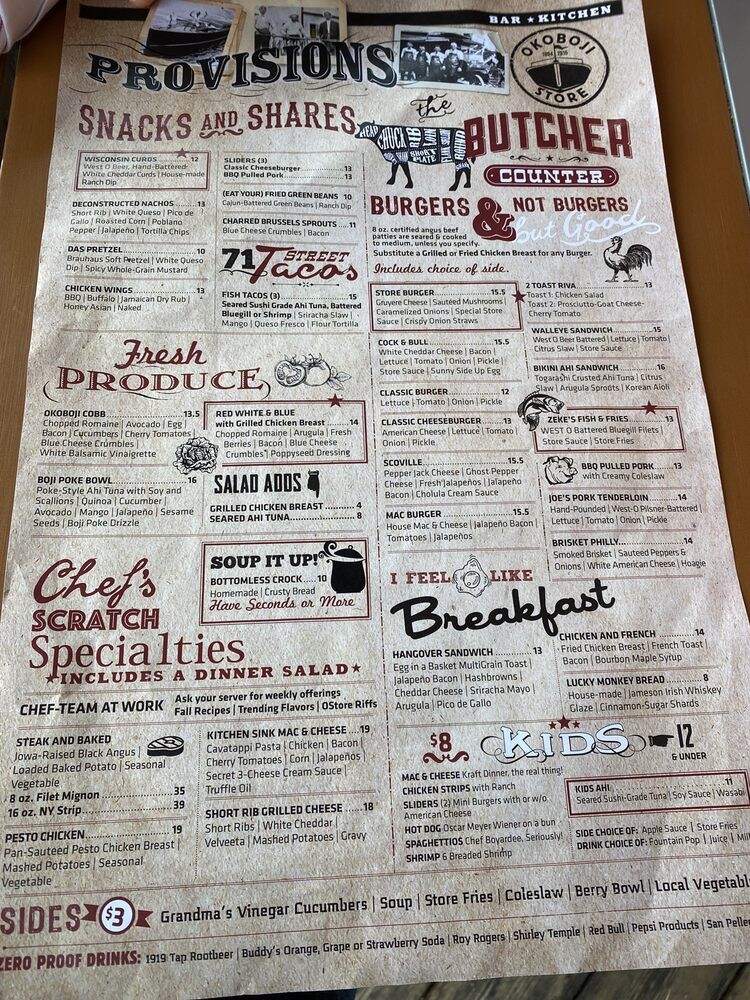 BAR ★ KITCHEN
PROVISIONS
OKOBOJI
1884 2010
STORE
SNACKS AND SHARES
WISCONSIN CURDS 12
West O Beer, Hand-Battered
White Cheddar Curds | House-made
Ranch Dip
DECONSTRUCTED NACHOS 13
Short Rib | White Queso | Pico de
Gallo | Roasted Corn | Poblano
Pepper | Jalapeño | Tortilla Chips
DAS PRETZEL 10
Brauhaus Soft Pretzel | White Queso
Dip | Spicy Whole-Grain Mustard
CHICKEN WINGS 13
BBQ | Buffalo | Jamaican Dry Rub |
Honey Asian | Naked
SLIDERS (3)
Classic Cheeseburger 13
BBQ Pulled Pork 13
(EAT YOUR) FRIED GREEN BEANS 10
Cajun-Battered Green Beans | Ranch Dip
CHARRED BRUSSELS SPROUTS 11
Blue Cheese Crumbles | Bacon
71 STREET
Tacos
FISH TACOS (3) 15
Seared Sushi Grade Ahi Tuna, Battered
Bluegill or Shrimp | Sriracha Slaw |
Mango | Queso Fresco | Flour Tortilla
Fresh
PRODUCE
OKOBOJI COBB 13.5
Chopped Romaine | Avocado | Egg
Bacon | Cucumbers | Cherry Tomatoes
Blue Cheese Crumbles
White Balsamic Vinaigrette
BOJI POKE BOWL 16
Poke-Style Ahi Tuna with Soy and
Scallions | Quinoa | Cucumber |
Avocado | Mango | Jalapeño | Sesame
Seeds | Boji Poke Drizzle
RED WHITE & BLUE
with Grilled Chicken Breast 14
Chopped Romaine | Arugula | Fresh
Berries | Bacon | Blue Cheese
Crumbles | Poppyseed Dressing
SALAD ADDS
GRILLED CHICKEN BREAST 4
SEARED AHI TUNA 8
SOUP IT UP!
BOTTOMLESS CROCK 10
Homemade | Crusty Bread
Have Seconds or More
Chef's
SCRATCH
Specialties
★INCLUDES A DINNER SALAD★
CHEF-TEAM AT WORK
Ask your server for weekly offerings
Fall Recipes | Trending Flavors | OStore Riffs
STEAK AND BAKED
Iowa-Raised Black Angus |
Loaded Baked Potato | Seasonal
Vegetable
8 oz. Filet Mignon 35
16 oz. NY Strip 39
PESTO CHICKEN 19
Pan-Sauteed Pesto Chicken Breast |
Mashed Potatoes | Seasonal
Vegetable
KITCHEN SINK MAC & CHEESE 19
Cavatappi Pasta | Chicken | Bacon |
Cherry Tomatoes | Corn | Jalapeños |
Secret 3-Cheese Cream Sauce |
Truffle Oil
SHORT RIB GRILLED CHEESE 18
Short Ribs | White Cheddar |
Velveeta | Mashed Potatoes | Gravy
the
BUTCHER
COUNTER
HEAD CHUCK RIB LOIN ROUND
SHORT PLATE
BURGERS & NOT BURGERS
But Good
8 oz. certified angus beef
patties are seared & cooked
to medium, unless you specify.
Substitute a Grilled or Fried Chicken Breast for any Burger.
Includes choice of side.
STORE BURGER 15.5
Gruyere Cheese | Sauteed Mushrooms |
Caramelized Onions | Special Store
Sauce | Crispy Onion Straws
COCK & BULL 15.5
White Cheddar Cheese | Bacon |
Lettuce | Tomato | Onion | Pickle |
Store Sauce | Sunny Side Up Egg
CLASSIC BURGER 12
Lettuce | Tomato | Onion | Pickle
CLASSIC CHEESEBURGER 13
American Cheese | Lettuce | Tomato |
Onion | Pickle
SCOVILLE 15.5
Pepper Jack Cheese | Ghost Pepper
Cheese | Fresh Jalapeños | Jalapeño
Bacon | Cholula Cream Sauce
MAC BURGER 15.5
House Mac & Cheese | Jalapeño Bacon |
Tomatoes | Jalapeños
2 TOAST RIVA 13
Toast 1: Chicken Salad
Toast 2: Prosciutto-Goat Cheese-
Cherry Tomato
WALLEYE SANDWICH 15
West O Beer Battered | Lettuce | Tomato |
Citrus Slaw | Store Sauce
BIKINI AHI SANDWICH 16
Togarashi Crusted Ahi Tuna | Citrus
Slaw | Arugula Sprouts | Korean Aioli
ZEKE'S FISH & FRIES 13
WEST O Battered Bluegill Filets |
Store Sauce | Store Fries
BBQ PULLED PORK 13
with Creamy Coleslaw
JOE'S PORK TENDERLOIN 14
Hand-Pounded | West-O Pilsner-Battered |
Lettuce | Tomato | Onion | Pickle
BRISKET PHILLY 14
Smoked Brisket | Sauteed Peppers &
Onions | White American Cheese | Hoagie
I FEEL LIKE
Breakfast
HANGOVER SANDWICH 13
Egg in a Basket MultiGrain Toast |
Jalapeño Bacon | Hashbrowns |
Cheddar Cheese | Sriracha Mayo |
Arugula | Pico de Gallo
CHICKEN AND FRENCH 14
Fried Chicken Breast | French Toast |
Bacon | Bourbon Maple Syrup
LUCKY MONKEY BREAD 8
House-made | Jameson Irish Whiskey
Glaze | Cinnamon-Sugar Shards
$8 KIDS 12
& UNDER
MAC & CHEESE Kraft Dinner, the real thing!
CHICKEN STRIPS with Ranch
SLIDERS (2) Mini Burgers with or w/o
American Cheese
HOT DOG Oscar Meyer Wiener on a bun
SPAGHETTIOS Chef Boyardee, Seriously!
SHRIMP 6 Breaded Shrimp
KIDS AHI 11
Seared Sushi-Grade Tuna | Soy Sauce | Wasabi
SIDE CHOICE OF: Apple Sauce | Store Fries
DRINK CHOICE OF: Fountain Pop | Juice |
SIDES $3 Grandma's Vinegar Cucumbers | Soup | Store Fries | Coleslaw | Berry Bowl | Local Vegetabl
ZERO PROOF DRINKS: 1919 Tap Rootbeer | Buddy's Orange, Grape or Strawberry Soda | Roy Rogers | Shirley Temple | Red Bull | Pepsi Products | San Pelle